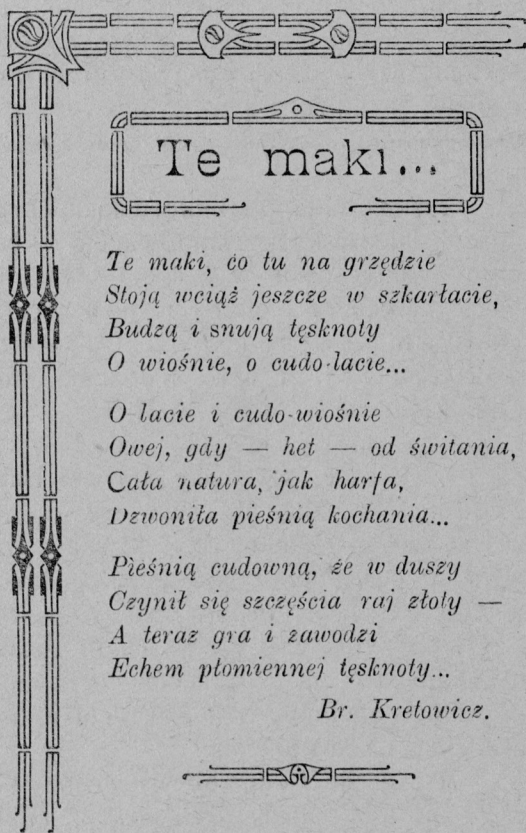 Te maki...
Te maki, co tu na grzędzie
Stoją wciąż jeszcze w szkarłacie,
Budzą i snują tęsknoty
O wiośnie, o cudo-lacie...
O lacie i cudo-wiośnie
Owej, gdy — het — od świtania,
Cała natura, jak harfa,
Dzwoniła pieśnią kochania...
Pieśnią cudowną, że w duszy
Czynił się szczęścia raj złoty —
A teraz gra i zawodzi
Echem płomiennej tęsknoty...
Br. Kretowicz.